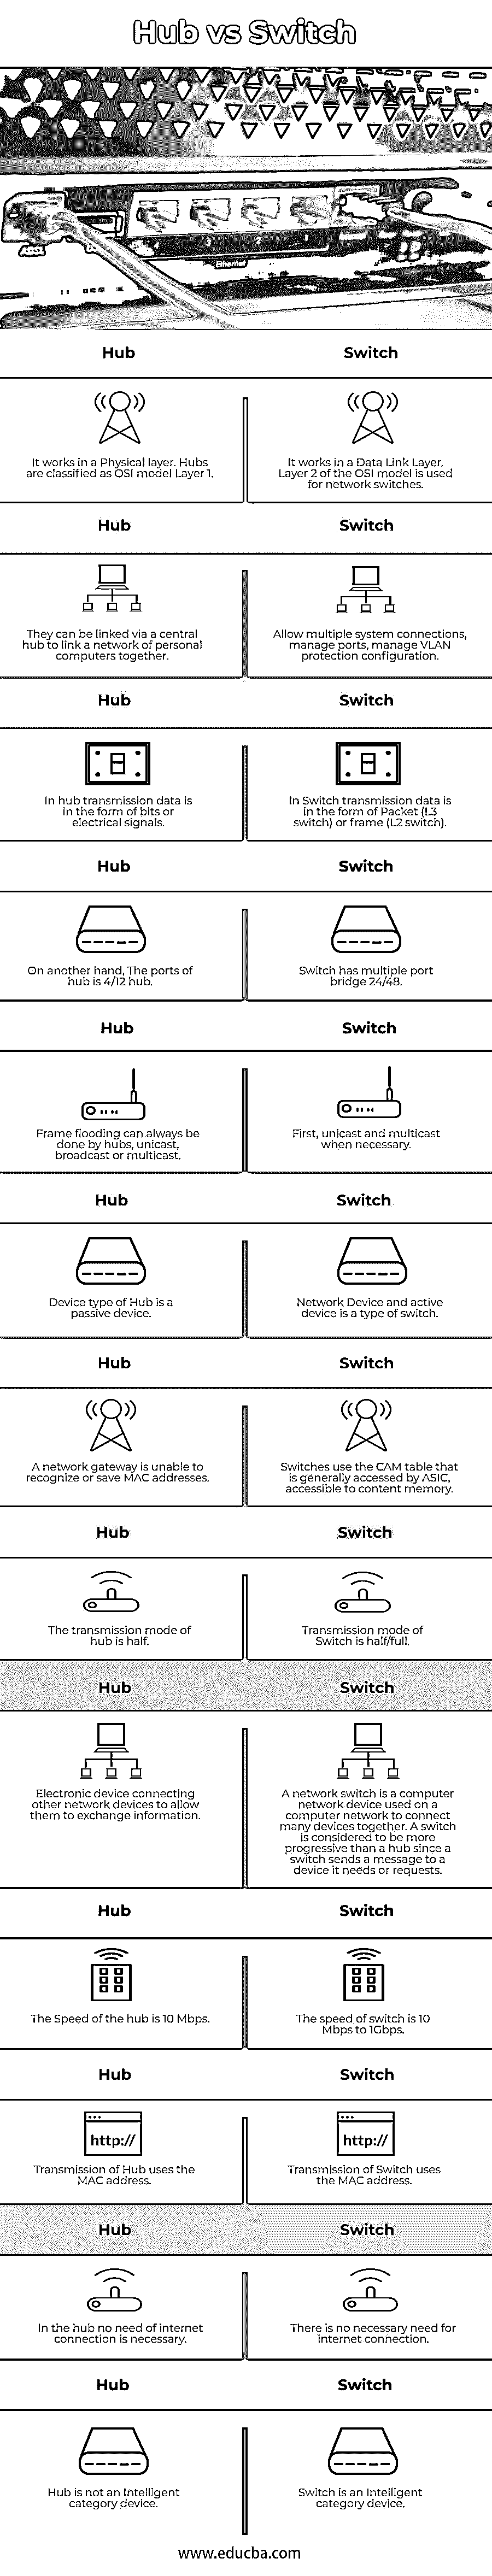 Hub vs Switch
4
3
2
1
Ethernet
Hub
Switch
It works in a Physical layer. Hubs
are classified as OSI model Layer 1.
It works in a Data Link Layer.
Layer 2 of the OSI model is used
for network switches.
Hub
Switch
They can be linked via a central
hub to link a network of personal
computers together.
Allow multiple system connections,
manage ports, manage VLAN
protection configuration.
Hub
Switch
In hub transmission data is
in the form of bits or
electrical signals.
In Switch transmission data is
in the form of Packet (L3
switch) or frame (L2 switch).
Hub
Switch
On another hand, The ports of
hub is 4/12 hub.
Switch has multiple port
bridge 24/48.
Hub
Switch
Frame flooding can always be
done by hubs, unicast,
broadcast or multicast.
First, unicast and multicast
when necessary.
Hub
Switch
Device type of Hub is a
passive device.
Network Device and active
device is a type of switch.
Hub
Switch
A network gateway is unable to
recognize or save MAC addresses.
Switches use the CAM table that
is generally accessed by ASIC,
accessible to content memory.
Hub
Switch
The transmission mode of
hub is half.
Transmission mode of
Switch is half/full.
Hub
Switch
Electronic device connecting
other network devices to allow
them to exchange information.
A network switch is a computer
network device used on a
computer network to connect
many devices together. A switch
is considered to be more
progressive than a hub since a
switch sends a message to a
device it needs or requests.
Hub
Switch
The Speed of the hub is 10 Mbps.
The speed of switch is 10
Mbps to 1Gbps.
Hub
Switch
http://
http://
Transmission of Hub uses the
MAC address.
Transmission of Switch uses
the MAC address.
Hub
Switch
In the hub no need of internet
connection is necessary.
There is no necessary need for
internet connection.
Hub
Switch
Hub is not an Intelligent
category device.
Switch is an Intelligent
category device.
www.educba.com